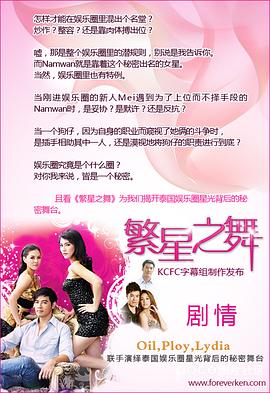 怎样才能在娱乐圈里混出个名堂?
炒作?整容?还是靠肉体搏出位?
嘘，那是整个娱乐圈里的潜规则，别说是我告诉你。
而Namwan就是靠着这个秘密出名的女星。
当然，娱乐圈里也有特例。
当刚进娱乐圈的新人Mei遇到为了上位而不择手段的
Namwan时，是妥协？是默许？还是反抗？
当一个狗仔，因为自身的职业而窥视了她俩的斗争时，
是插手相助其中一人，还是漠视地将狗仔的职责进行到底？
娱乐圈究竟是个什么圈？
对你我来说，皆是一个秘密。
且看《繁星之舞》为我们揭开泰国娱乐圈星光背后的秘
密舞台。
繁星之舞
KCFC字幕组制作发布
剧情
Oil,Ploy,Lydia
联手演绎泰国娱乐圈星光背后的秘密舞台
www.foreverken.com